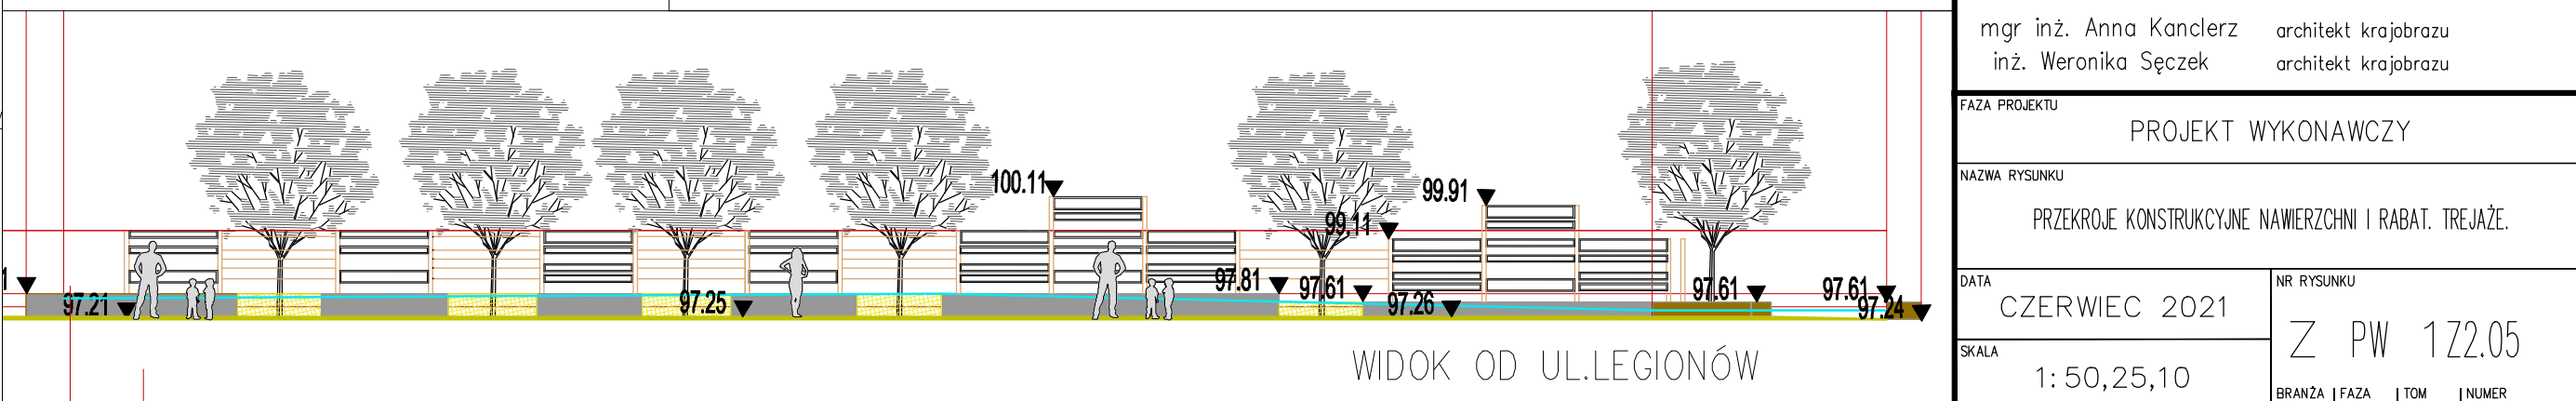 100.11
99.91
99.11
1
97.21
97.25
97.81
97.61
97.26
97.61
97.61
97.24
WIDOK OD UL.LEGIONÓW
mgr inż. Anna Kanclerz architekt krajobrazu
inż. Weronika Sęczek architekt krajobrazu
FAZA PROJEKTU
PROJEKT WYKONAWCZY
NAZWA RYSUNKU
PRZEKROJE KONSTRUKCYJNE NAWIERZCHNI I RABAT. TREJAŻE.
DATA
CZERWIEC 2021
SKALA
1:50,25,10
NR RYSUNKU
Z PW 1 Z2.05
BRANŻA FAZA TOM NUMER